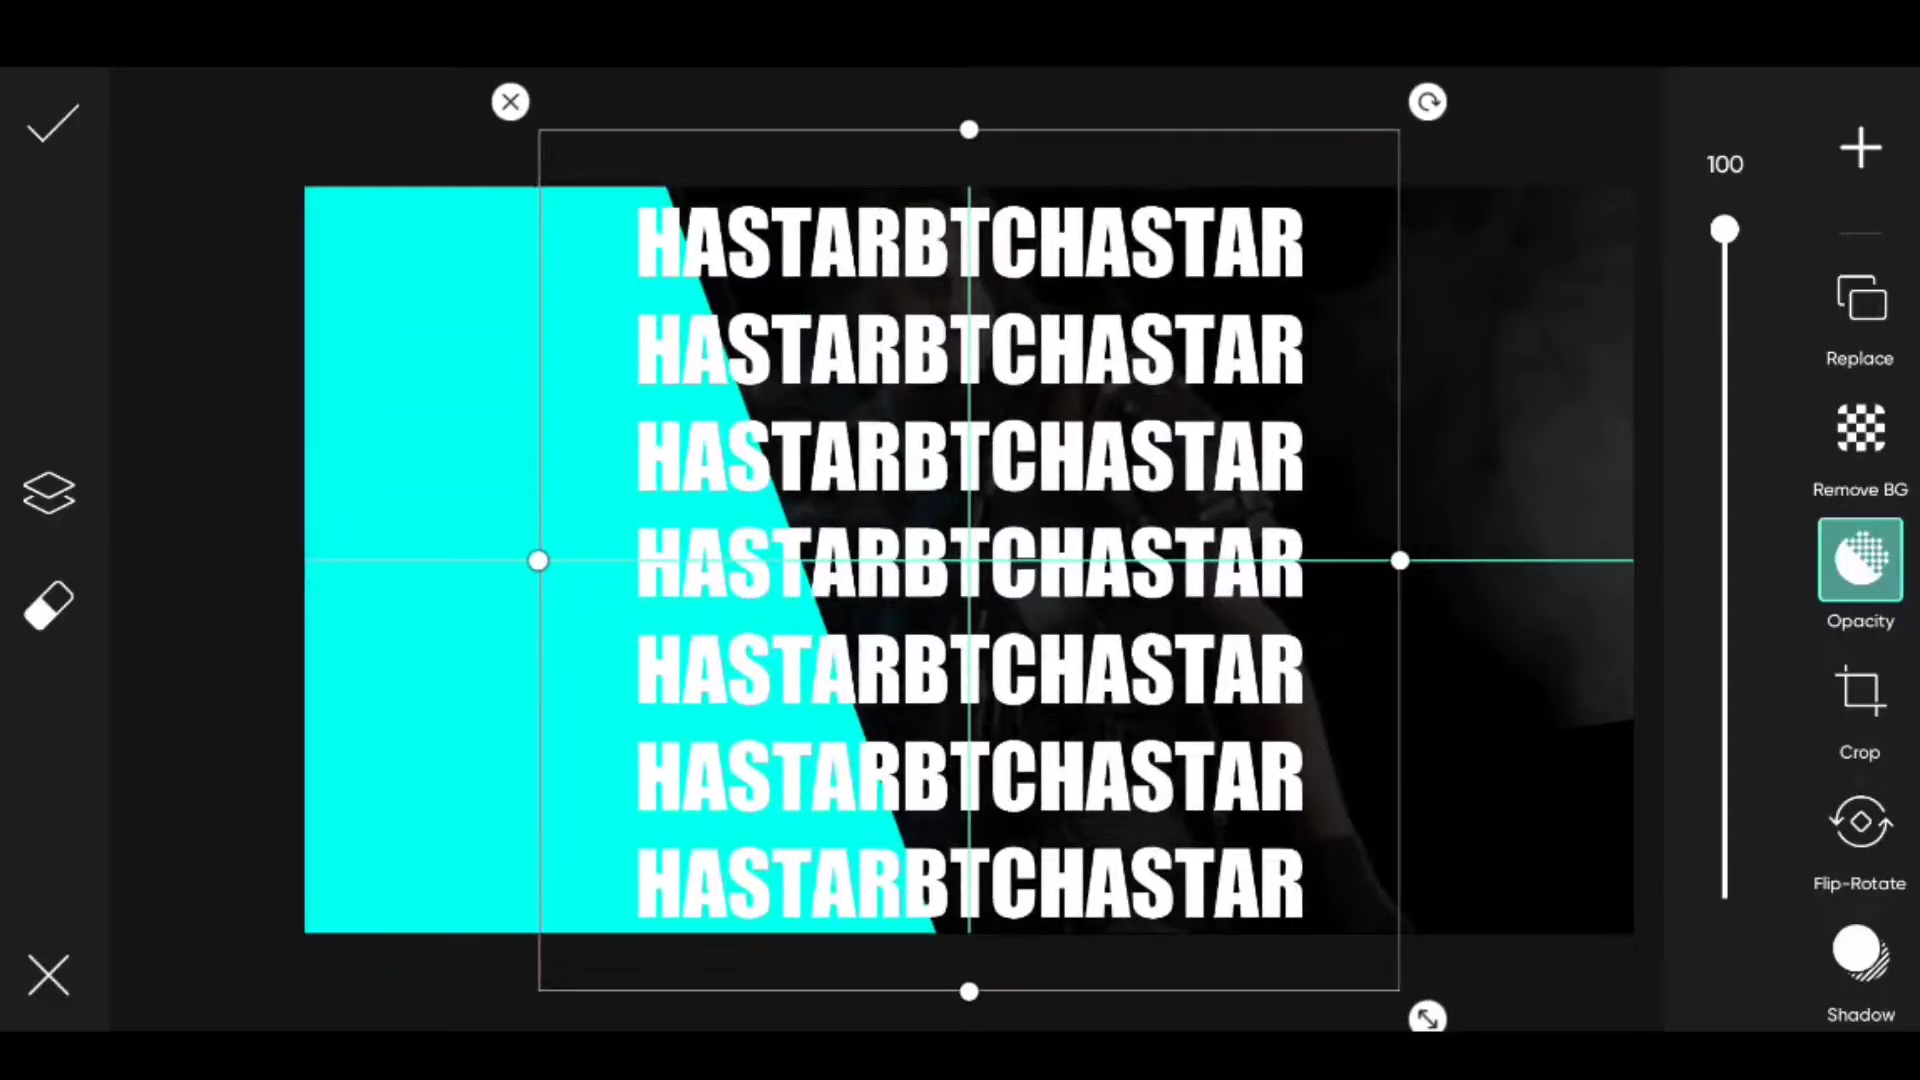 100
HASTARBTCHASTAR
HASTARBTCHASTAR
HASTARBTCHASTAR
HASTARBTCHASTAR
HASTARBTCHASTAR
HASTARBTCHASTAR
HASTARBTCHASTAR
Replace
Remove BG
Opacity
Crop
Flip-Rotate
Shadow